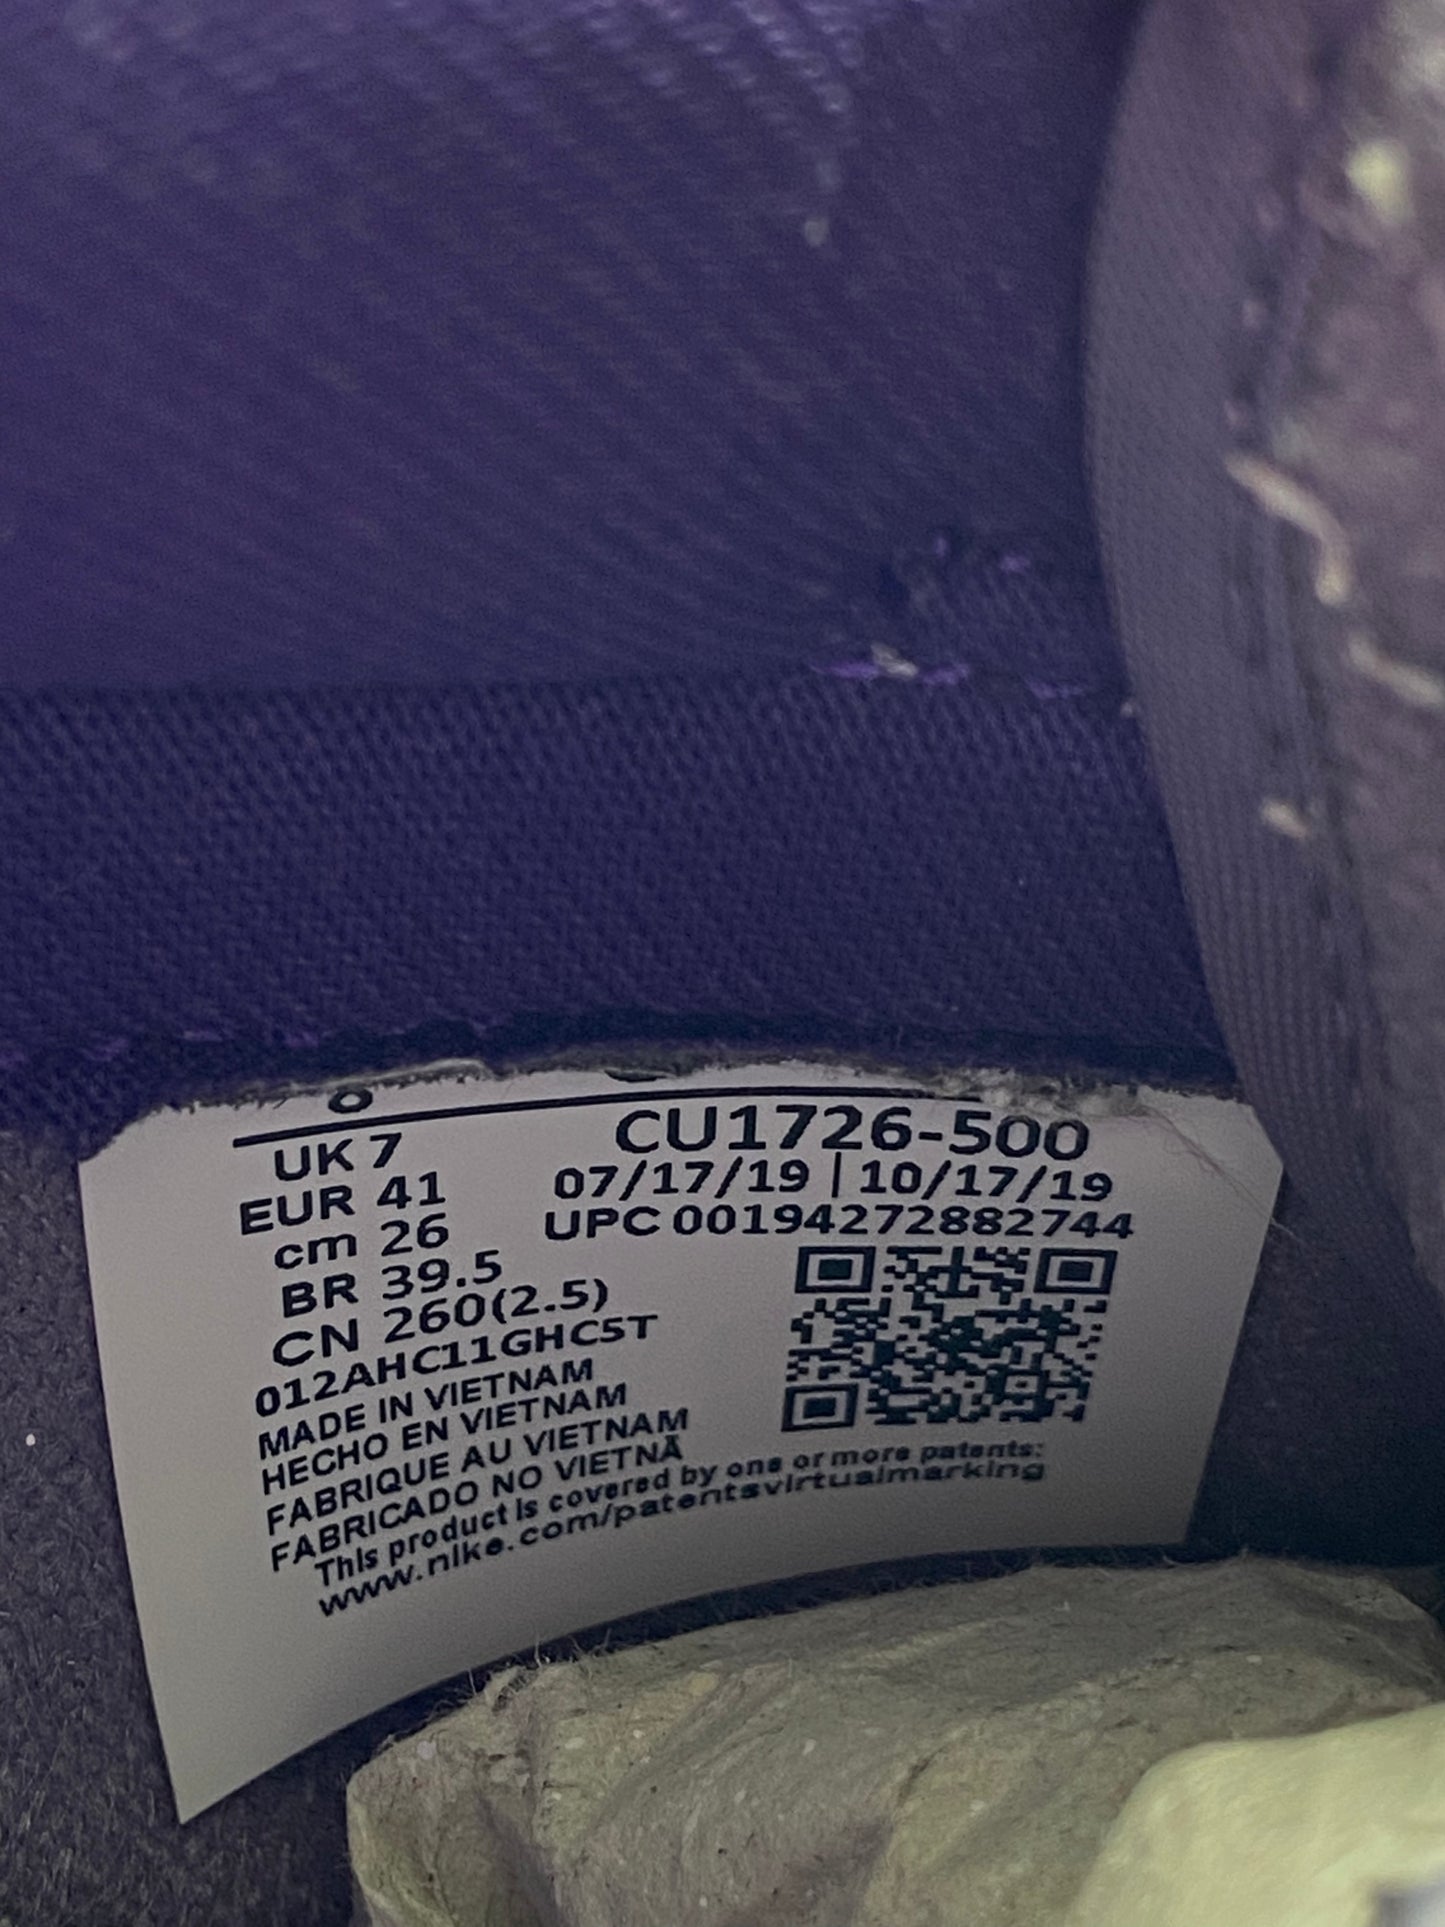 8
UK 7
EUR 41
cm 26
BR 39.5
CN 260(2.5)
012AHC11GHC5T
MADE IN VIETNAM
HECHO EN VIETNAM
FABRIQUE AU VIETNAM
FABRICADO NO VIETNÃ
This product is covered by one or more patents:
www.nike.com/patentsvirtualmarking
CU1726-500
07/17/19 | 10/17/19
UPC 00194272882744